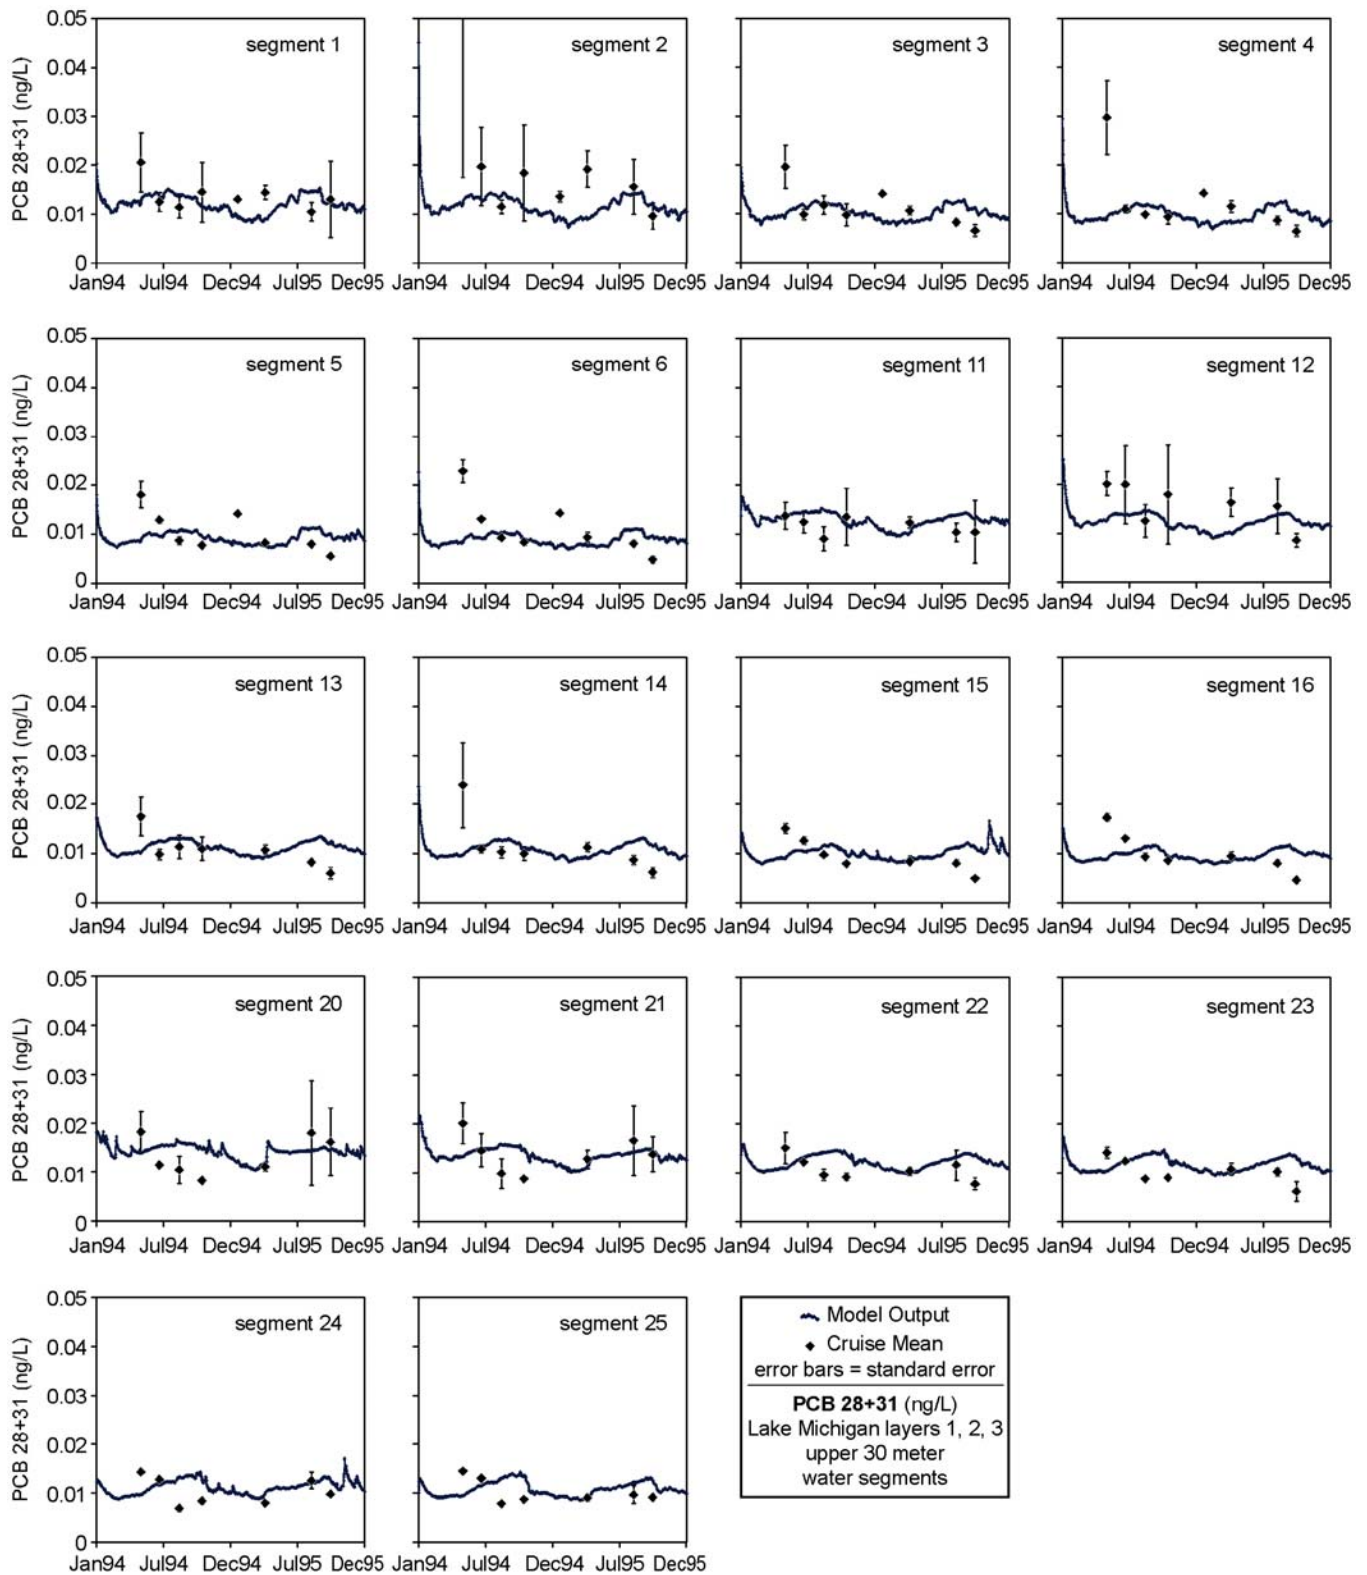 segment 1 segment 2 segment 3 segment 4
PCB 28+31 (ng/L)
0.05
0.04
0.03
0.02
0.01
0
Jan94 Jul94 Dec94 Jul95 Dec95 Jan94 Jul94 Dec94 Jul95 Dec95 Jan94 Jul94 Dec94 Jul95 Dec95 Jan94 Jul94 Dec94 Jul95 Dec95
segment 5 segment 6 segment 11 segment 12
PCB 28+31 (ng/L)
0.05
0.04
0.03
0.02
0.01
0
Jan94 Jul94 Dec94 Jul95 Dec95 Jan94 Jul94 Dec94 Jul95 Dec95 Jan94 Jul94 Dec94 Jul95 Dec95 Jan94 Jul94 Dec94 Jul95 Dec95
segment 13 segment 14 segment 15 segment 16
PCB 28+31 (ng/L)
0.05
0.04
0.03
0.02
0.01
0
Jan94 Jul94 Dec94 Jul95 Dec95 Jan94 Jul94 Dec94 Jul95 Dec95 Jan94 Jul94 Dec94 Jul95 Dec95 Jan94 Jul94 Dec94 Jul95 Dec95
segment 20 segment 21 segment 22 segment 23
PCB 28+31 (ng/L)
0.05
0.04
0.03
0.02
0.01
0
Jan94 Jul94 Dec94 Jul95 Dec95 Jan94 Jul94 Dec94 Jul95 Dec95 Jan94 Jul94 Dec94 Jul95 Dec95 Jan94 Jul94 Dec94 Jul95 Dec95
segment 24 segment 25
PCB 28+31 (ng/L)
0.05
0.04
0.03
0.02
0.01
0
Jan94 Jul94 Dec94 Jul95 Dec95 Jan94 Jul94 Dec94 Jul95 Dec95
Model Output
Cruise Mean
error bars = standard error
PCB 28+31 (ng/L)
Lake Michigan layers 1, 2, 3
upper 30 meter
water segments